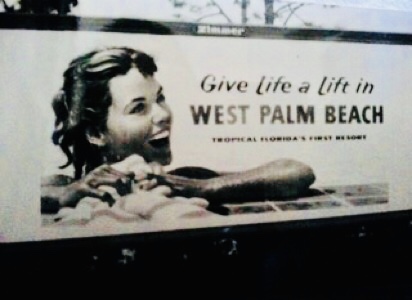 Zimmer
Give Life a Lift in
WEST PALM BEACH
TROPICAL FLORIDA'S FIRST RESORT